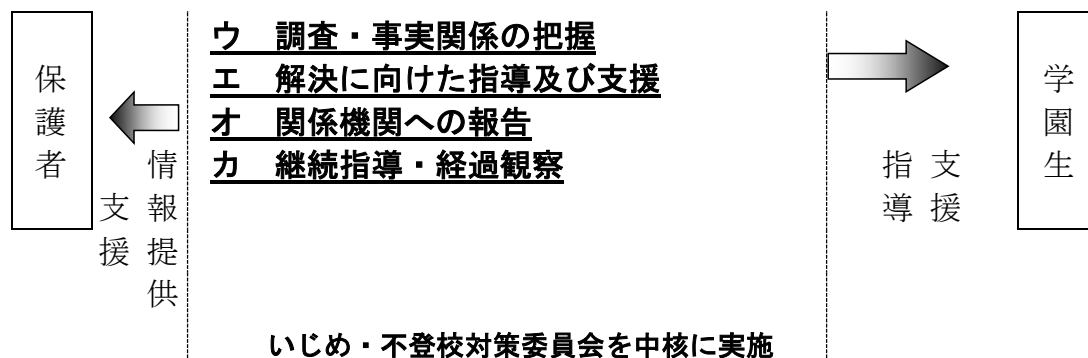 保護者
情報提供
支援
ウ 調査・事実関係の把握
エ 解決に向けた指導及び支援
オ 関係機関への報告
カ 継続指導・経過観察
いじめ・不登校対策委員会を中核に実施
支援
指導
学園生